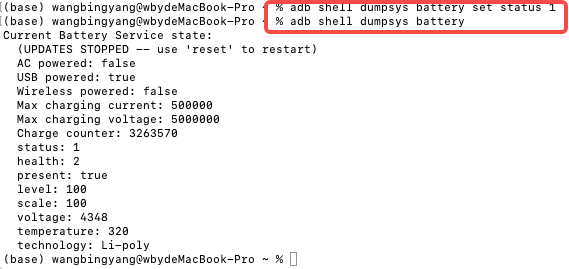 (base) wangbingyang@wbydeMacBook-Pro ~ % adb shell dumpsys battery set status 1
(base) wangbingyang@wbydeMacBook-Pro ~ % adb shell dumpsys battery
Current Battery Service state:
(UPDATES STOPPED -- use 'reset' to restart)
AC powered: false
USB powered: true
Wireless powered: false
Max charging current: 500000
Max charging voltage: 5000000
Charge counter: 3263570
status: 1
health: 2
present: true
level: 100
scale: 100
voltage: 4348
temperature: 320
technology: Li-poly
(base) wangbingyang@wbydeMacBook-Pro ~ %